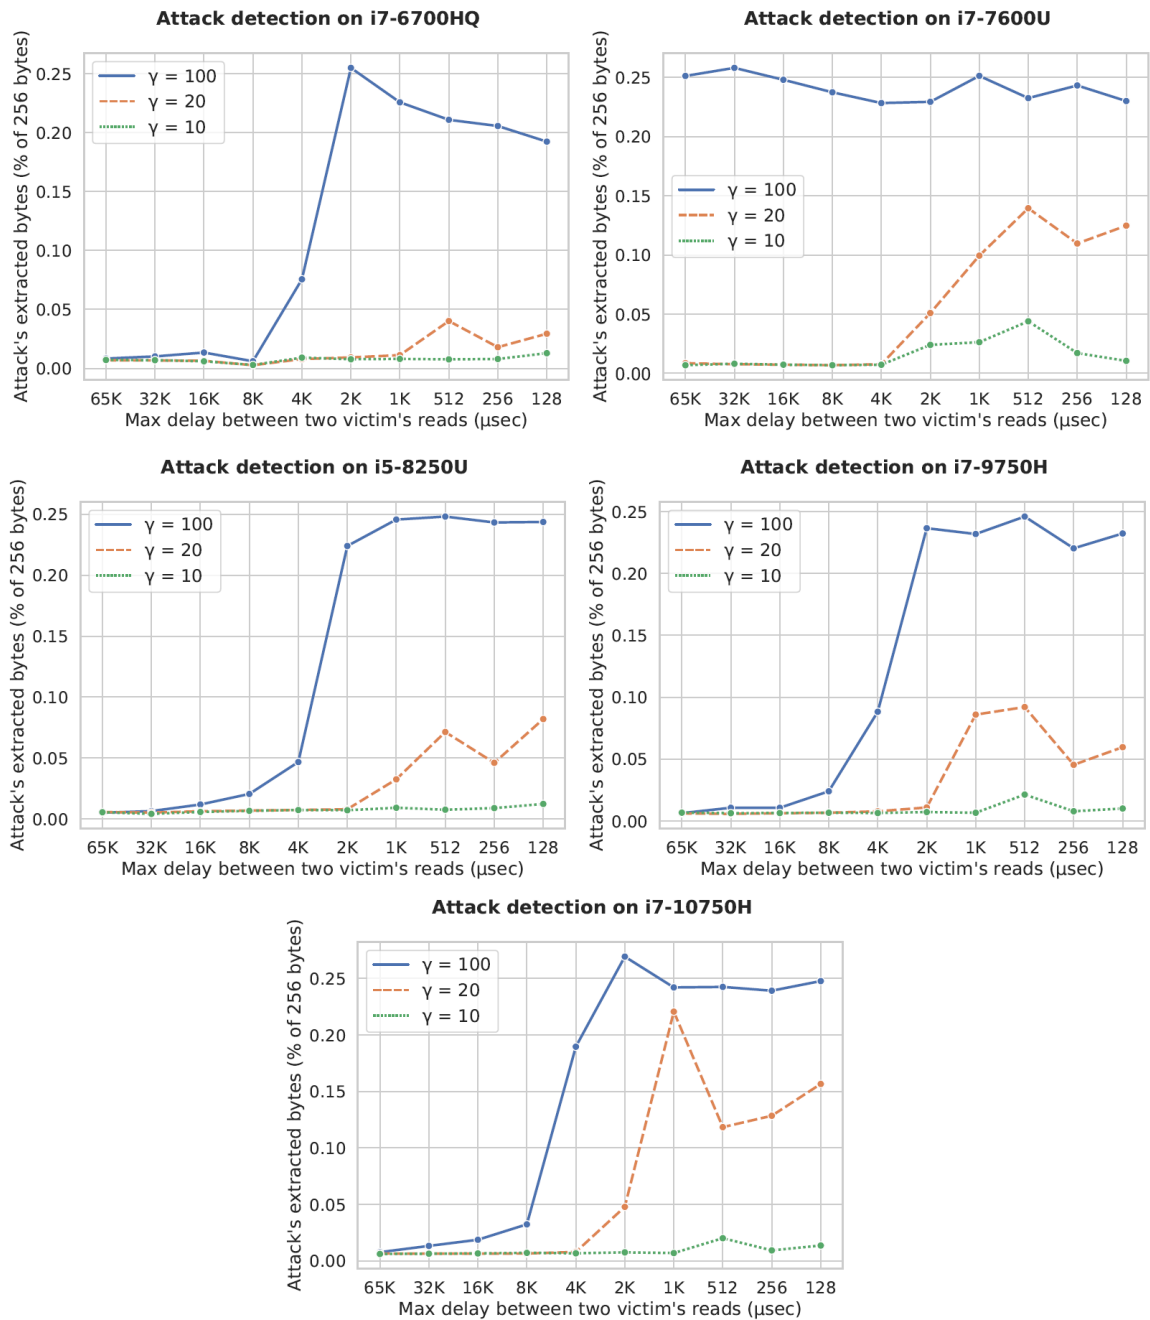 Attack detection on i7-6700HQ
Attack's extracted bytes (% of 256 bytes)
0.25
0.20
0.15
0.10
0.05
0.00
γ = 100
γ = 20
γ = 10
65K 32K 16K 8K 4K 2K 1K 512 256 128
Max delay between two victim's reads (μsec)
Attack detection on i7-7600U
Attack's extracted bytes (% of 256 bytes)
0.25
0.20
0.15
0.10
0.05
0.00
γ = 100
γ = 20
γ = 10
65K 32K 16K 8K 4K 2K 1K 512 256 128
Max delay between two victim's reads (μsec)
Attack detection on i5-8250U
Attack's extracted bytes (% of 256 bytes)
0.25
0.20
0.15
0.10
0.05
0.00
γ = 100
γ = 20
γ = 10
65K 32K 16K 8K 4K 2K 1K 512 256 128
Max delay between two victim's reads (μsec)
Attack detection on i7-9750H
Attack's extracted bytes (% of 256 bytes)
0.25
0.20
0.15
0.10
0.05
0.00
γ = 100
γ = 20
γ = 10
65K 32K 16K 8K 4K 2K 1K 512 256 128
Max delay between two victim's reads (μsec)
Attack detection on i7-10750H
Attack's extracted bytes (% of 256 bytes)
0.25
0.20
0.15
0.10
0.05
0.00
γ = 100
γ = 20
γ = 10
65K 32K 16K 8K 4K 2K 1K 512 256 128
Max delay between two victim's reads (μsec)